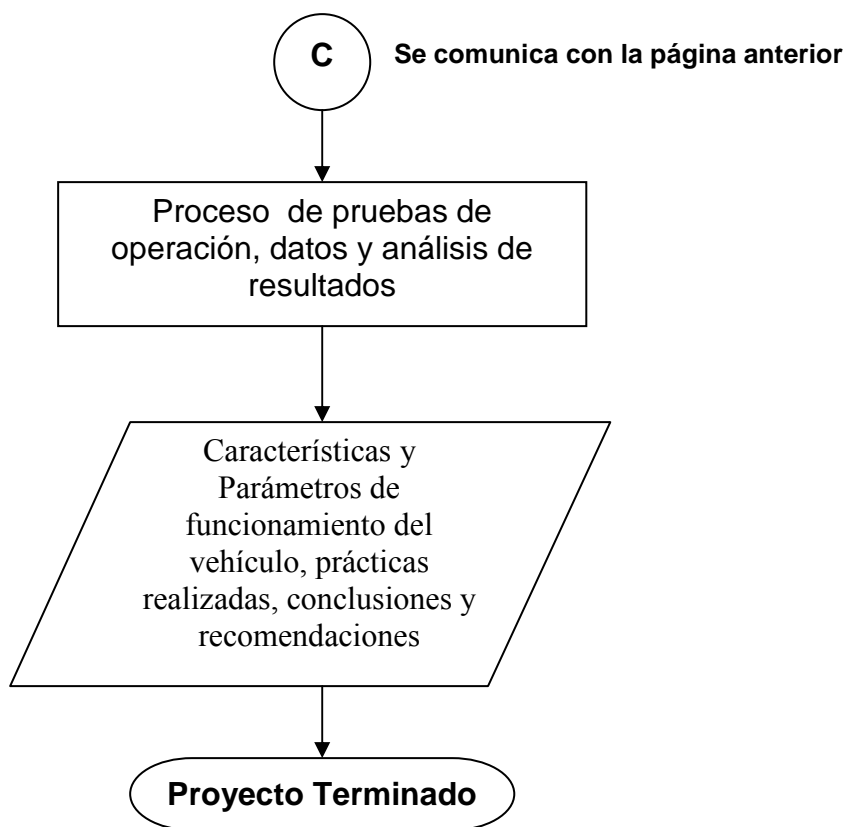 C
Se comunica con la página anterior
Proceso de pruebas de
operación, datos y análisis de
resultados
Características y
Parámetros de
funcionamiento del
vehículo, prácticas
realizadas, conclusiones y
recomendaciones
Proyecto Terminado